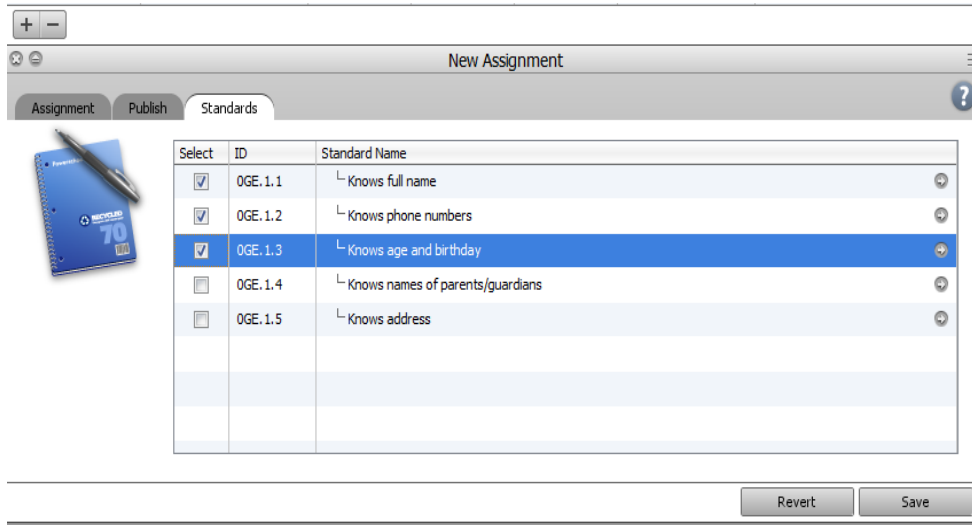 New Assignment
Assignment Publish Standards
?
RECYCLED
70
Select ID Standard Name
0GE.1.1 Knows full name
0GE.1.2 Knows phone numbers
0GE.1.3 Knows age and birthday
0GE.1.4 Knows names of parents/guardians
0GE.1.5 Knows address
Revert Save